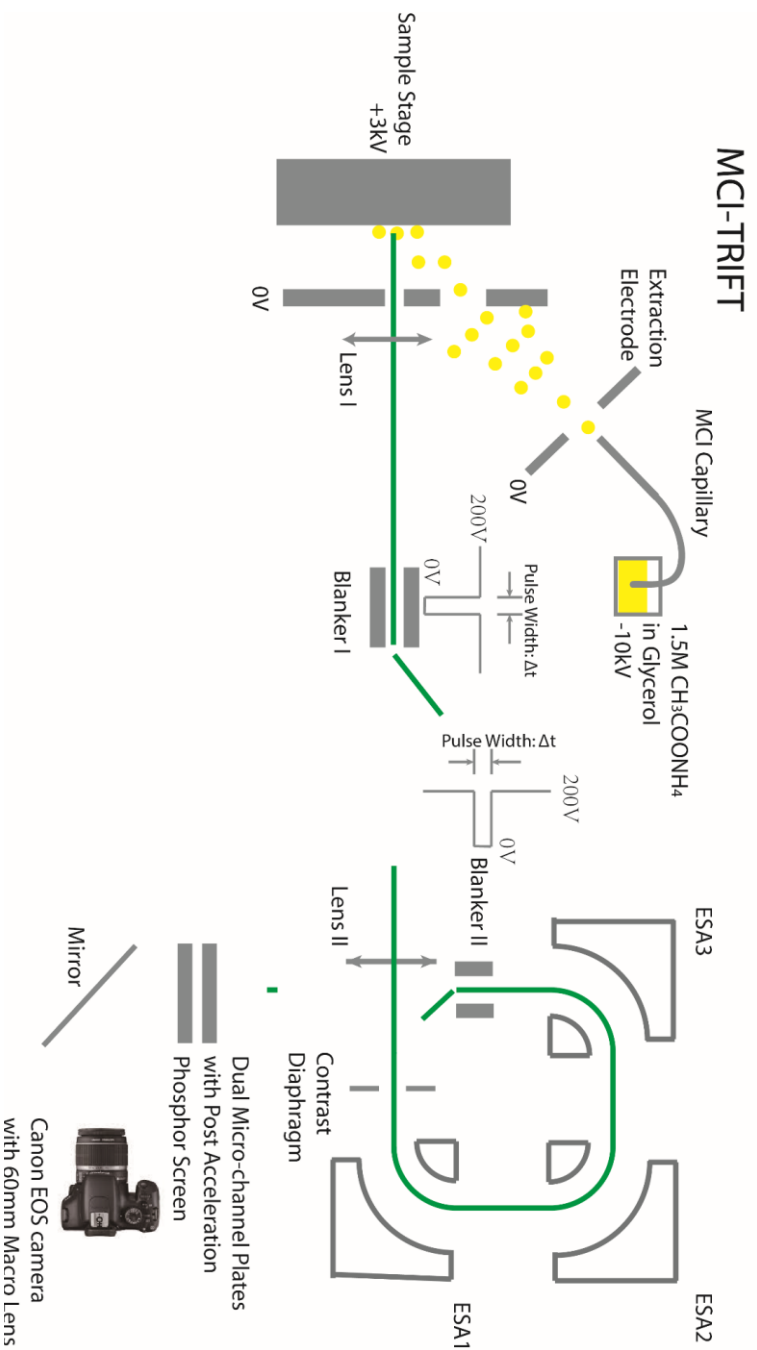 MCI-TRIFT
Sample Stage
+3kV
0V
Lens I
Extraction
Electrode
0V
MCI Capillary
1.5M CH₃COONH₄
in Glycerol
-10kV
200V
0V
Pulse Width: Δt
Blanker I
Pulse Width: Δt
200V
0V
Blanker II
Lens II
ESA3
ESA2
ESA1
Contrast
Diaphragm
Dual Micro-channel Plates
with Post Acceleration
Phosphor Screen
Mirror
Canon EOS camera
with 60mm Macro Lens